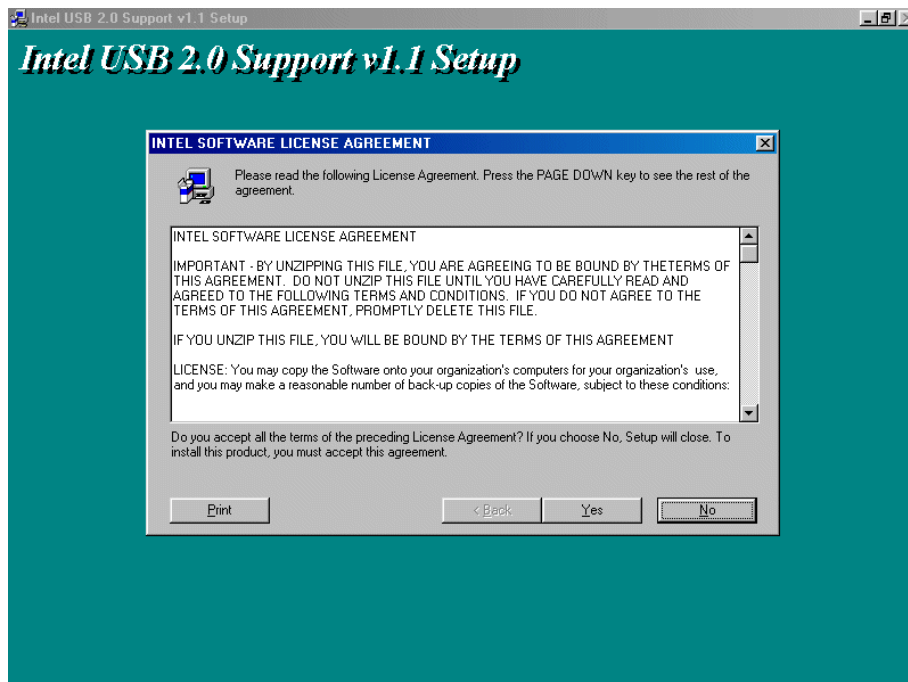 Intel USB 2.0 Support v1.1 Setup
Intel USB 2.0 Support v1.1 Setup
INTEL SOFTWARE LICENSE AGREEMENT
Please read the following License Agreement. Press the PAGE DOWN key to see the rest of the
agreement.
INTEL SOFTWARE LICENSE AGREEMENT
IMPORTANT - BY UNZIPPING THIS FILE, YOU ARE AGREEING TO BE BOUND BY THETERMS OF
THIS AGREEMENT. DO NOT UNZIP THIS FILE UNTIL YOU HAVE CAREFULLY READ AND
AGREED TO THE FOLLOWING TERMS AND CONDITIONS. IF YOU DO NOT AGREE TO THE
TERMS OF THIS AGREEMENT, PROMPTLY DELETE THIS FILE.
IF YOU UNZIP THIS FILE, YOU WILL BE BOUND BY THE TERMS OF THIS AGREEMENT
LICENSE: You may copy the Software onto your organization's computers for your organization's use,
and you may make a reasonable number of back-up copies of the Software, subject to these conditions:
Do you accept all the terms of the preceding License Agreement? If you choose No, Setup will close. To
install this product, you must accept this agreement.
Print
< Back
Yes
No